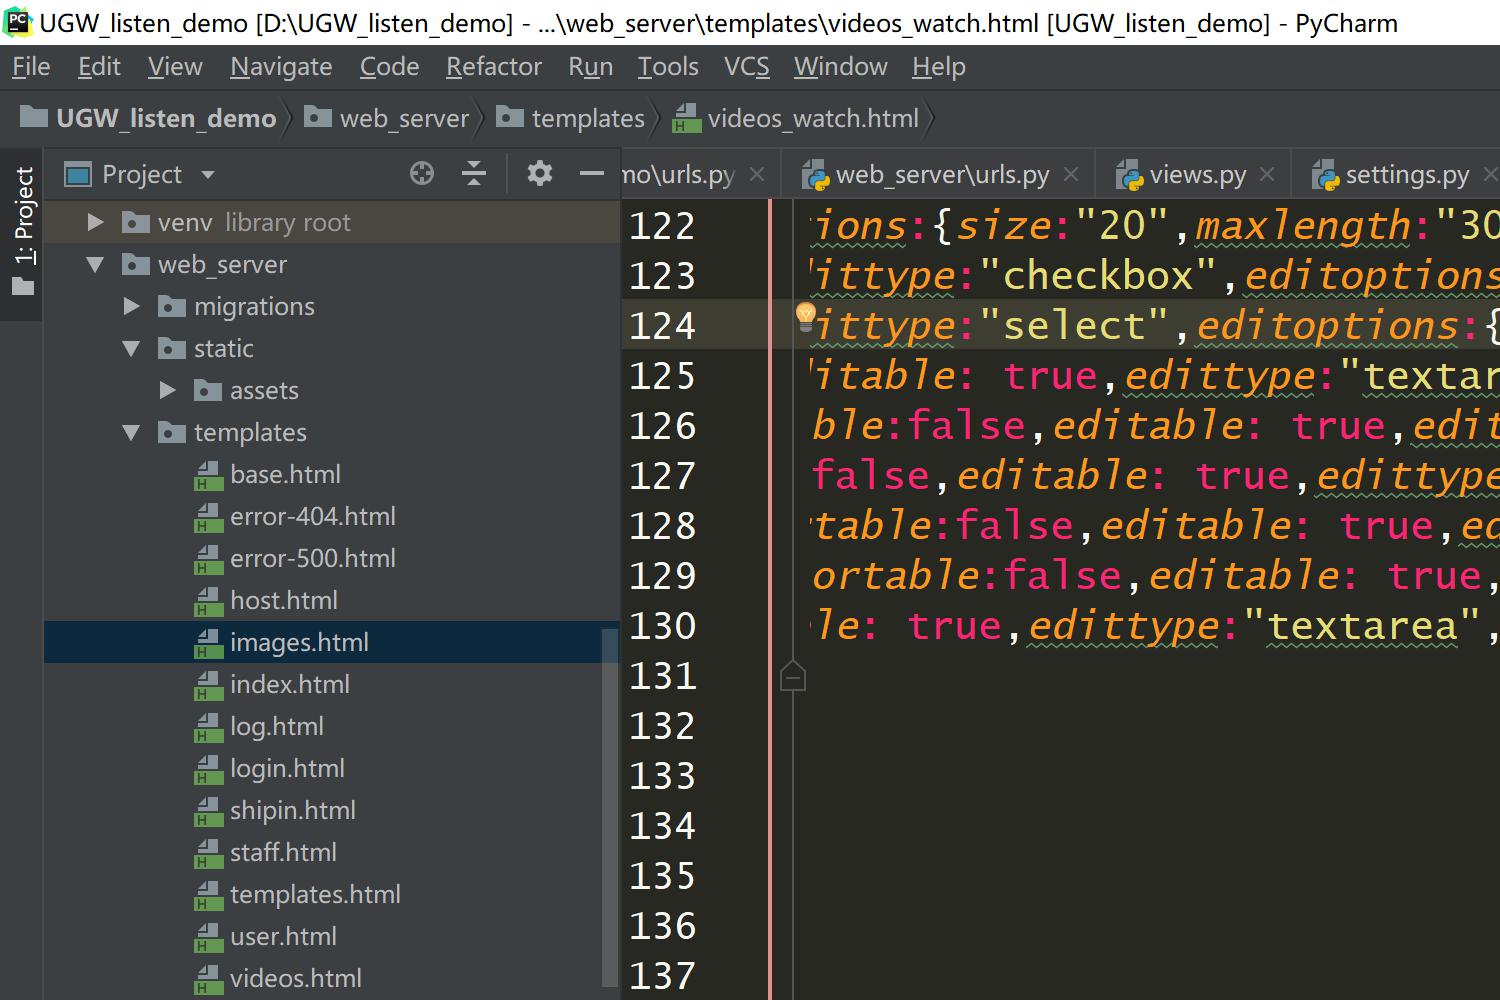 UGW_listen_demo [D:\UGW_listen_demo] - ...\web_server\templates\videos_watch.html [UGW_listen_demo] - PyCharm
File Edit View Navigate Code Refactor Run Tools VCS Window Help
UGW_listen_demo web_server templates videos_watch.html
1: Project
Project
mo\urls.py web_server\urls.py views.py settings.py
venv library root
web_server
migrations
static
assets
templates
base.html
error-404.html
error-500.html
host.html
images.html
index.html
log.html
login.html
shipin.html
staff.html
templates.html
user.html
videos.html
122 ions:{size:"20",maxlength:"30
123 dittype:"checkbox",editoptions
124 ittype:"select",editoptions:{
125 ditable: true,edittype:"textar
126 ble:false,editable: true,edit
127 false,editable: true,edittype
128 rtable:false,editable: true,ed
129 ortable:false,editable: true,
130 le: true,edittype:"textarea",
131
132
133
134
135
136
137